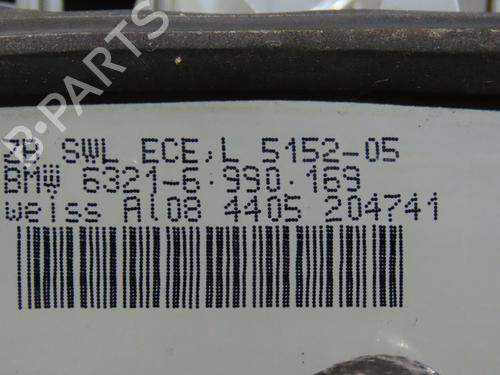 ZB SWL ECE,L 5152-05
BMW 6321-6.990.169
weiss Al08 4405 204741
B-PARTS